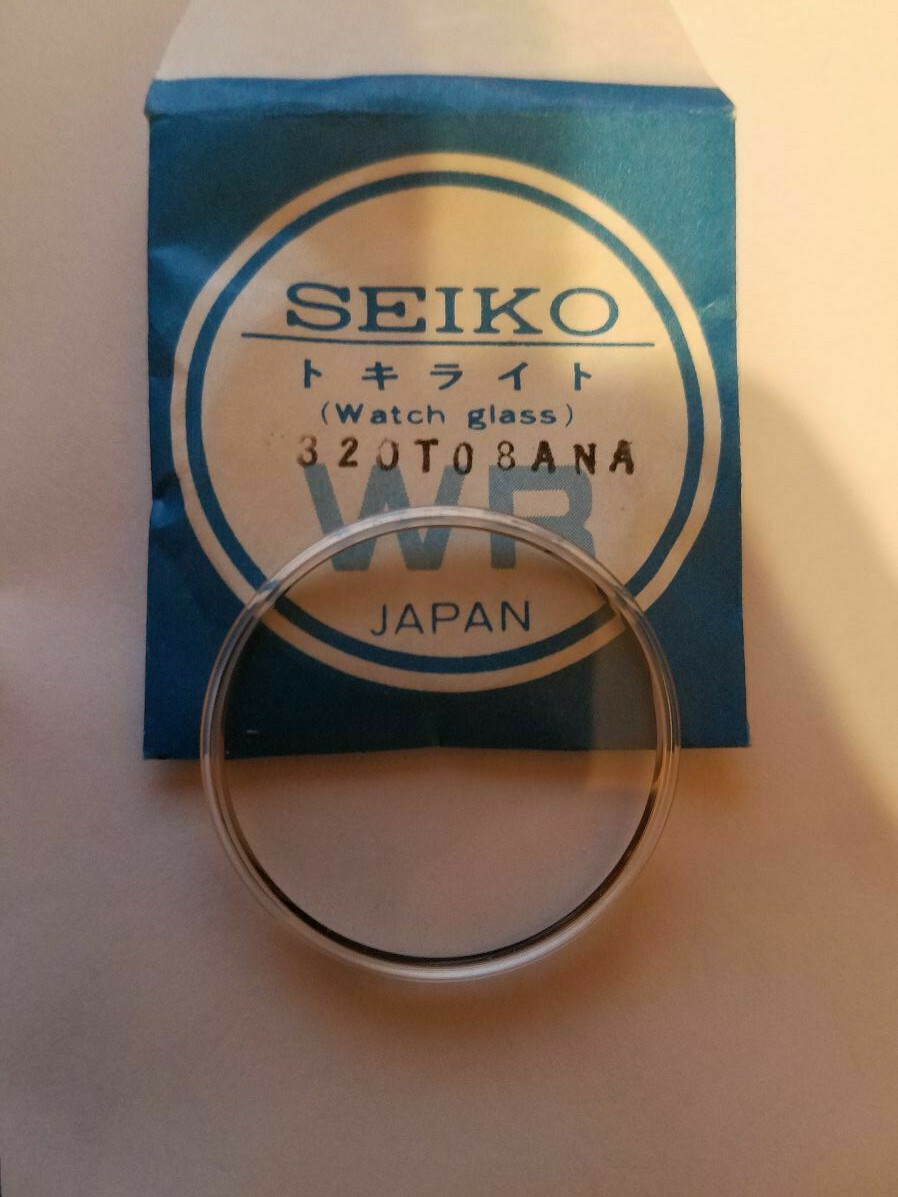 SEIKO
トキライト
(Watch glass)
320T08ANA
WR
JAPAN